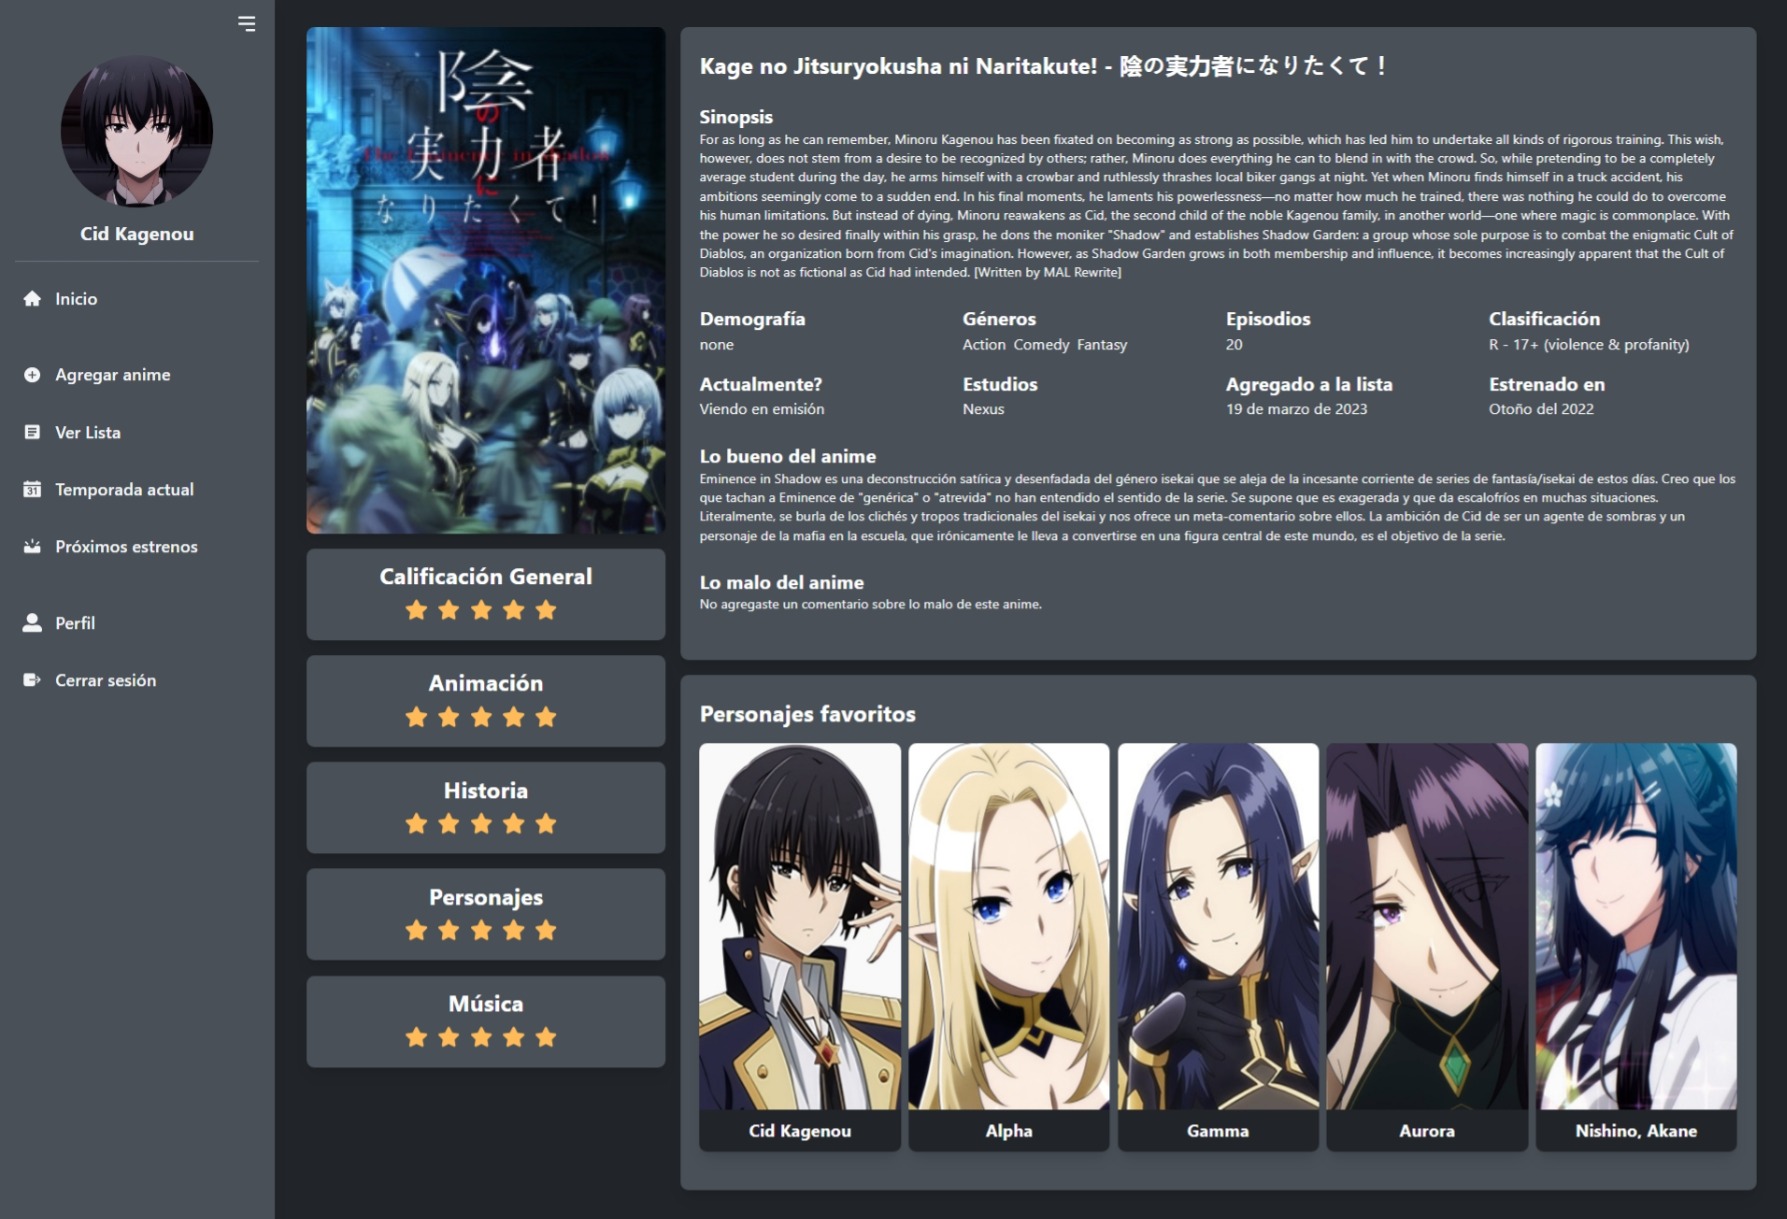 Cid Kagenou
Inicio
Agregar anime
Ver Lista
31
Temporada actual
Próximos estrenos
Perfil
Cerrar sesión
陰
の
The Eminence in Shadow
実力者
に
なりたくて!
Calificación General
Animación
Historia
Personajes
Música
Kage no Jitsuryokusha ni Naritakute! - 陰の実力者になりたくて！
Sinopsis
For as long as he can remember, Minoru Kagenou has been fixated on becoming as strong as possible, which has led him to undertake all kinds of rigorous training. This wish,
however, does not stem from a desire to be recognized by others; rather, Minoru does everything he can to blend in with the crowd. So, while pretending to be a completely
average student during the day, he arms himself with a crowbar and ruthlessly thrashes local biker gangs at night. Yet when Minoru finds himself in a truck accident, his
ambitions seemingly come to a sudden end. In his final moments, he laments his powerlessness—no matter how much he trained, there was nothing he could do to overcome
his human limitations. But instead of dying, Minoru reawakens as Cid, the second child of the noble Kagenou family, in another world—one where magic is commonplace. With
the power he so desired finally within his grasp, he dons the moniker "Shadow" and establishes Shadow Garden: a group whose sole purpose is to combat the enigmatic Cult of
Diablos, an organization born from Cid's imagination. However, as Shadow Garden grows in both membership and influence, it becomes increasingly apparent that the Cult of
Diablos is not as fictional as Cid had intended. [Written by MAL Rewrite]
Demografía
none
Géneros
Action Comedy Fantasy
Episodios
20
Clasificación
R - 17+ (violence & profanity)
Actualmente?
Viendo en emisión
Estudios
Nexus
Agregado a la lista
19 de marzo de 2023
Estrenado en
Otoño del 2022
Lo bueno del anime
Eminence in Shadow es una deconstrucción satírica y desenfadada del género isekai que se aleja de la incesante corriente de series de fantasía/isekai de estos días. Creo que los
que tachan a Eminence de "genérica" o "atrevida" no han entendido el sentido de la serie. Se supone que es exagerada y que da escalofríos en muchas situaciones.
Literalmente, se burla de los clichés y tropos tradicionales del isekai y nos ofrece un meta-comentario sobre ellos. La ambición de Cid de ser un agente de sombras y un
personaje de la mafia en la escuela, que irónicamente le lleva a convertirse en una figura central de este mundo, es el objetivo de la serie.
Lo malo del anime
No agregaste un comentario sobre lo malo de este anime.
Personajes favoritos
Cid Kagenou
Alpha
Gamma
Aurora
Nishino, Akane